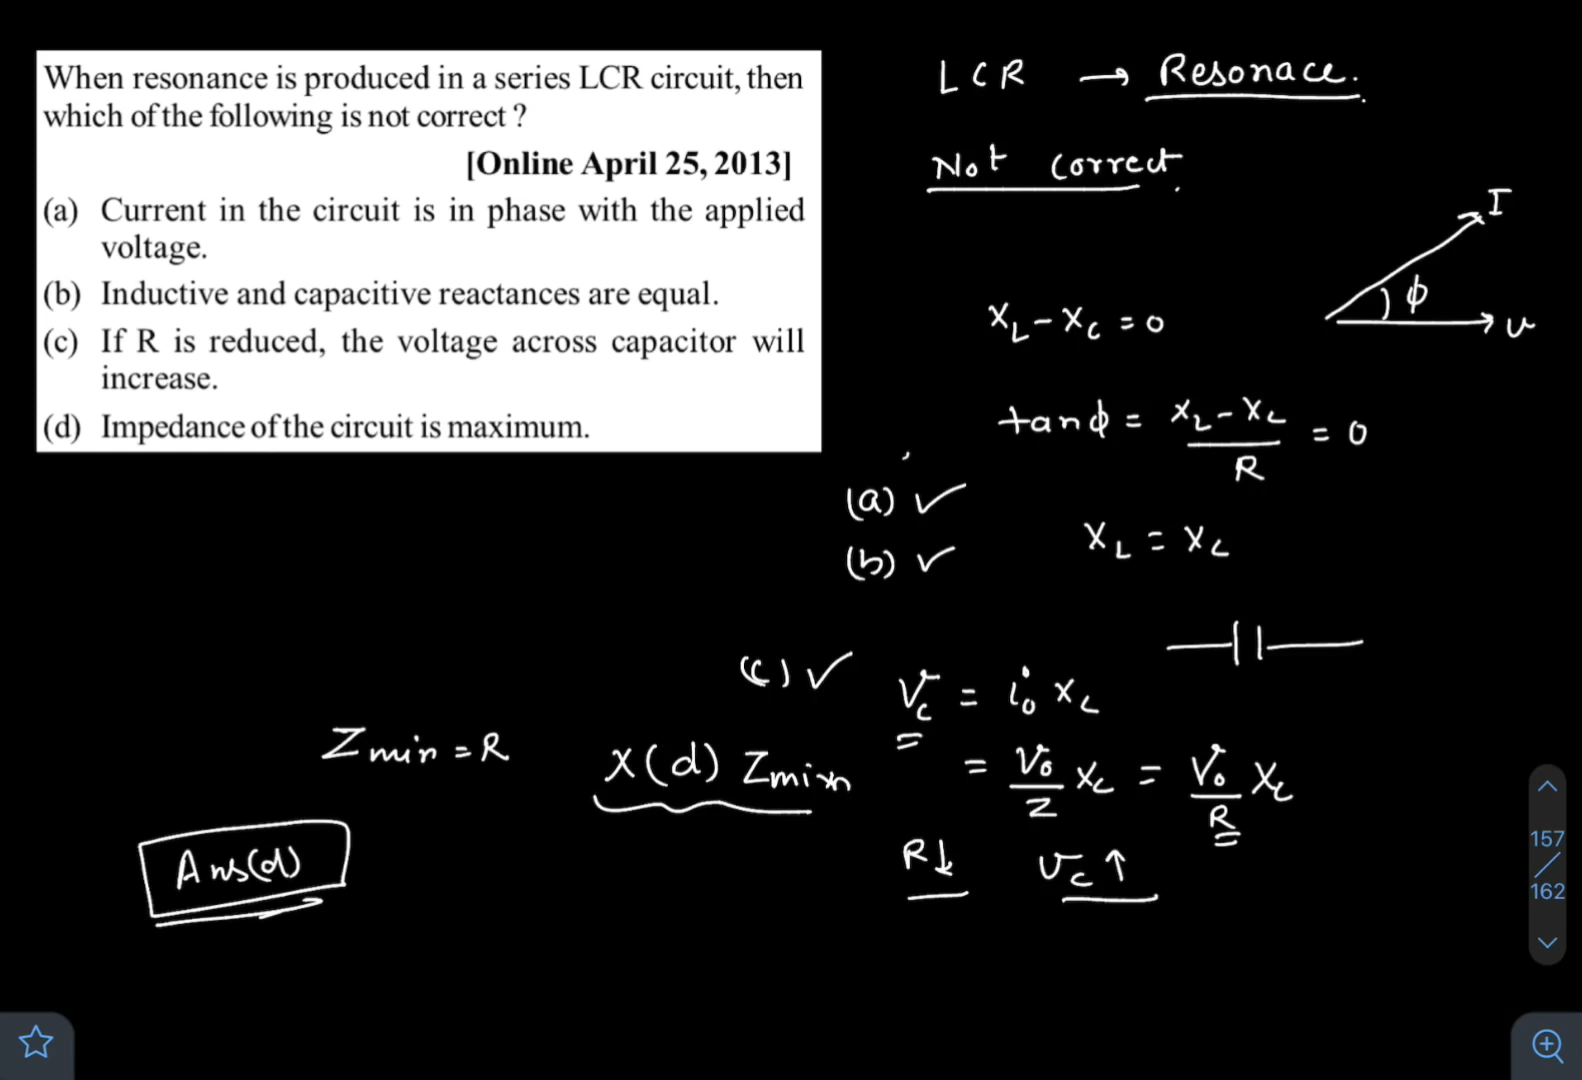 When resonance is produced in a series LCR circuit, then
which of the following is not correct ?
[Online April 25, 2013]
(a) Current in the circuit is in phase with the applied
voltage.
(b) Inductive and capacitive reactances are equal.
(c) If R is reduced, the voltage across capacitor will
increase.
(d) Impedance of the circuit is maximum.
LCR → Resonace.
Not correct.
I
ϕ
v
X_L - X_C = 0
tanϕ = (X_L - X_C)/R = 0
(a) ✓
(b) ✓
X_L = X_C
(c) ✓
V_C = i_0 X_C
= V_0/Z X_C = V_0/R X_C
Z min = R
X (d) Z min
R↓ V_C ↑
Ans(d)
157
/
162